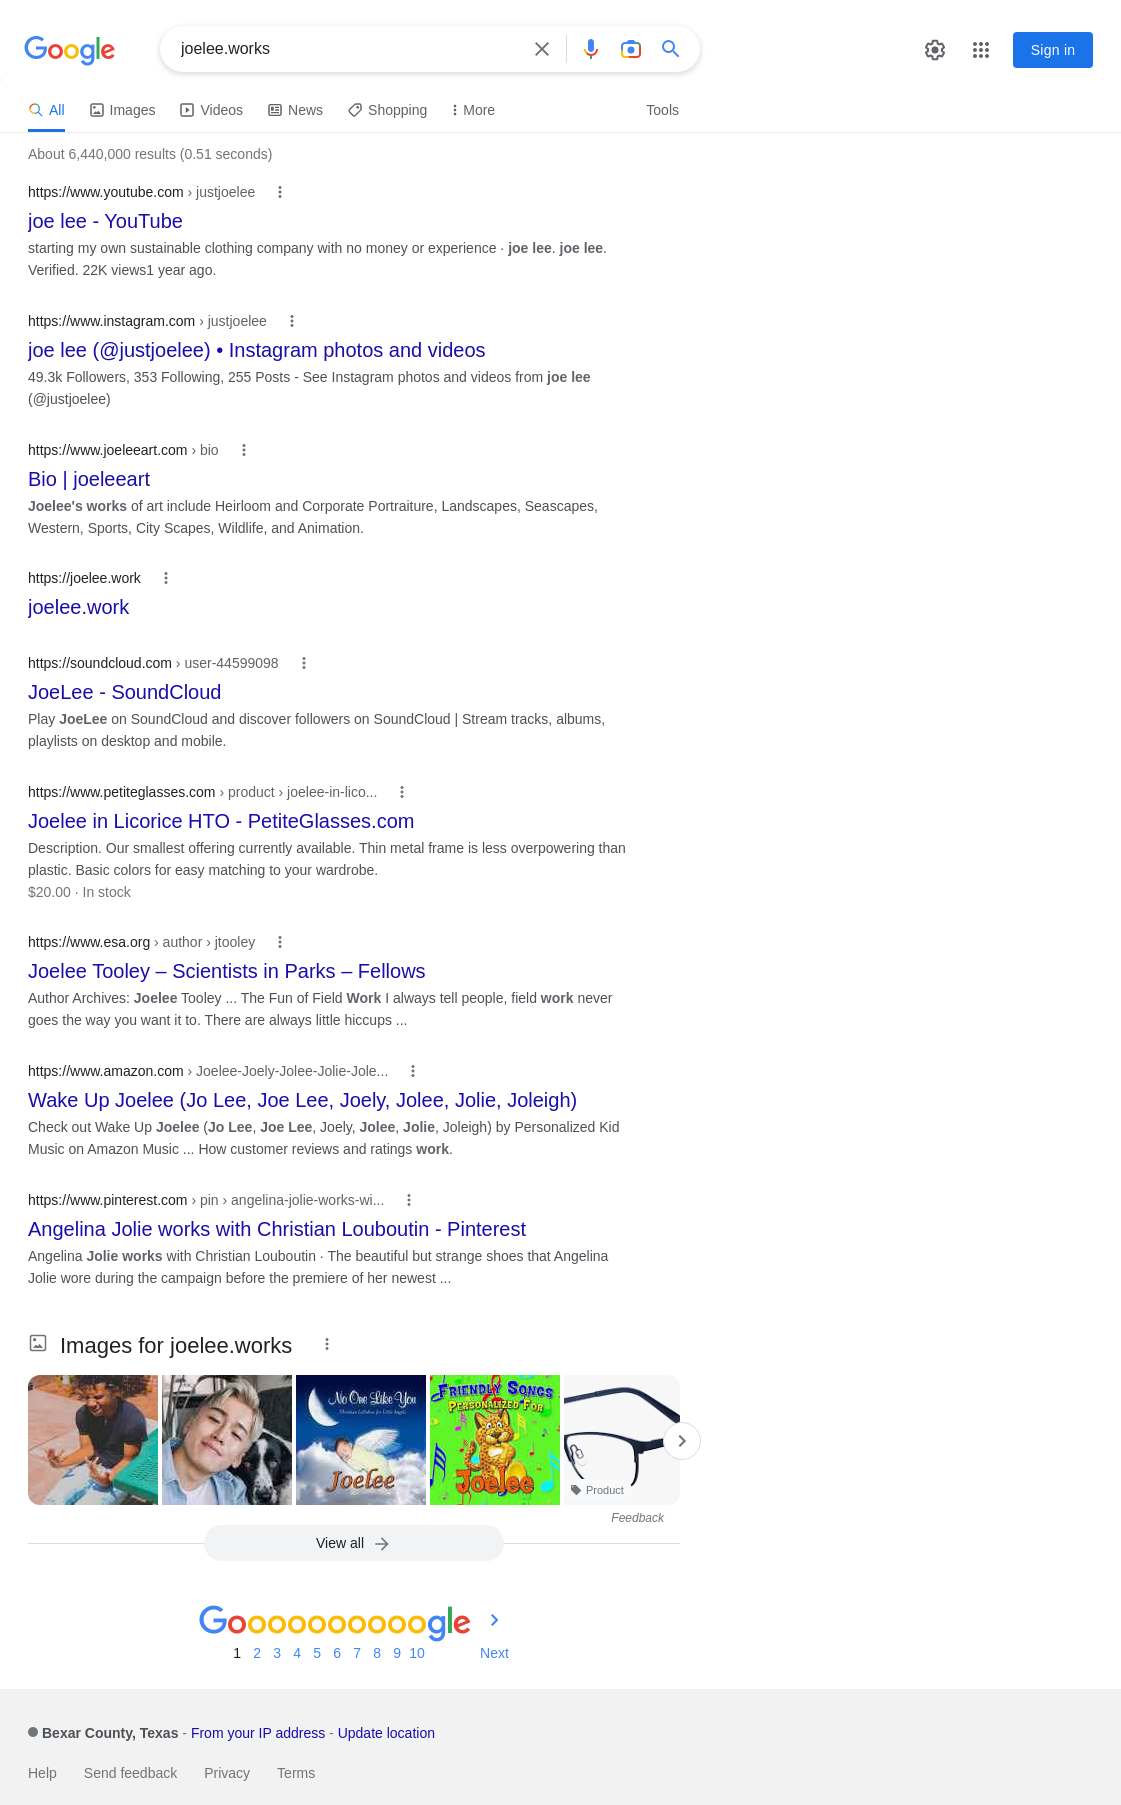 Google
joelee.works
Sign in
All
Images
Videos
News
Shopping
More
Tools
About 6,440,000 results (0.51 seconds)
https://www.youtube.com › justjoelee
joe lee - YouTube
starting my own sustainable clothing company with no money or experience · joe lee. joe lee.
Verified. 22K views1 year ago.
https://www.instagram.com › justjoelee
joe lee (@justjoelee) • Instagram photos and videos
49.3k Followers, 353 Following, 255 Posts - See Instagram photos and videos from joe lee
(@justjoelee)
https://www.joeleeart.com › bio
Bio | joeleeart
Joelee's works of art include Heirloom and Corporate Portraiture, Landscapes, Seascapes,
Western, Sports, City Scapes, Wildlife, and Animation.
https://joelee.work
joelee.work
https://soundcloud.com › user-44599098
JoeLee - SoundCloud
Play JoeLee on SoundCloud and discover followers on SoundCloud | Stream tracks, albums,
playlists on desktop and mobile.
https://www.petiteglasses.com › product › joelee-in-lico...
Joelee in Licorice HTO - PetiteGlasses.com
Description. Our smallest offering currently available. Thin metal frame is less overpowering than
plastic. Basic colors for easy matching to your wardrobe.
$20.00 · In stock
https://www.esa.org › author › jtooley
Joelee Tooley – Scientists in Parks – Fellows
Author Archives: Joelee Tooley ... The Fun of Field Work I always tell people, field work never
goes the way you want it to. There are always little hiccups ...
https://www.amazon.com › Joelee-Joely-Jolee-Jolie-Jole...
Wake Up Joelee (Jo Lee, Joe Lee, Joely, Jolee, Jolie, Joleigh)
Check out Wake Up Joelee (Jo Lee, Joe Lee, Joely, Jolee, Jolie, Joleigh) by Personalized Kid
Music on Amazon Music ... How customer reviews and ratings work.
https://www.pinterest.com › pin › angelina-jolie-works-wi...
Angelina Jolie works with Christian Louboutin - Pinterest
Angelina Jolie works with Christian Louboutin · The beautiful but strange shoes that Angelina
Jolie wore during the campaign before the premiere of her newest ...
Images for joelee.works
No One Like You
Christian Lullabies for Little Angels
Joelee
FRIENDLY SONGS
PERSONALIZED FOR
Joelee
Product
Feedback
View all
Goooooooooogle
1 2 3 4 5 6 7 8 9 10 Next
Bexar County, Texas - From your IP address - Update location
Help Send feedback Privacy Terms